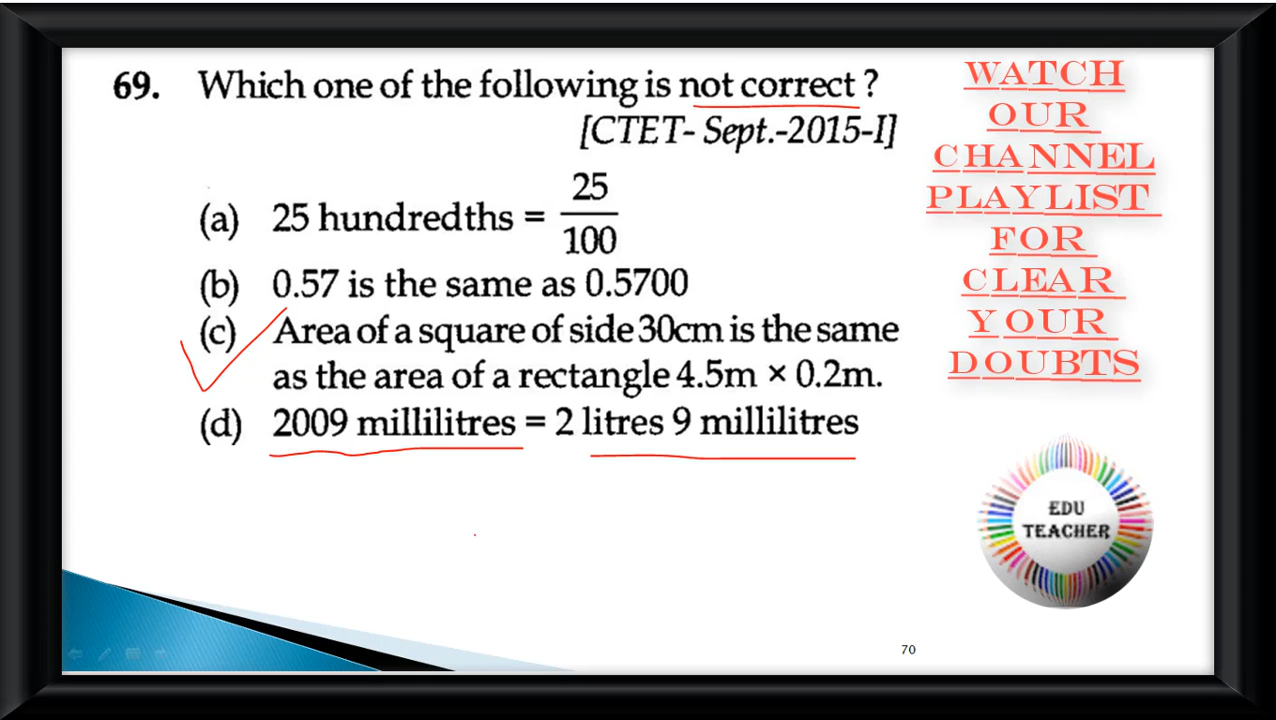 69. Which one of the following is not correct ?
[CTET- Sept.-2015-I]
(a) 25 hundredths = 25/100
(b) 0.57 is the same as 0.5700
(c) Area of a square of side 30cm is the same
as the area of a rectangle 4.5m × 0.2m.
(d) 2009 millilitres = 2 litres 9 millilitres
WATCH
OUR
CHANNEL
PLAYLIST
FOR
CLEAR
YOUR
DOUBTS
EDU
TEACHER
70